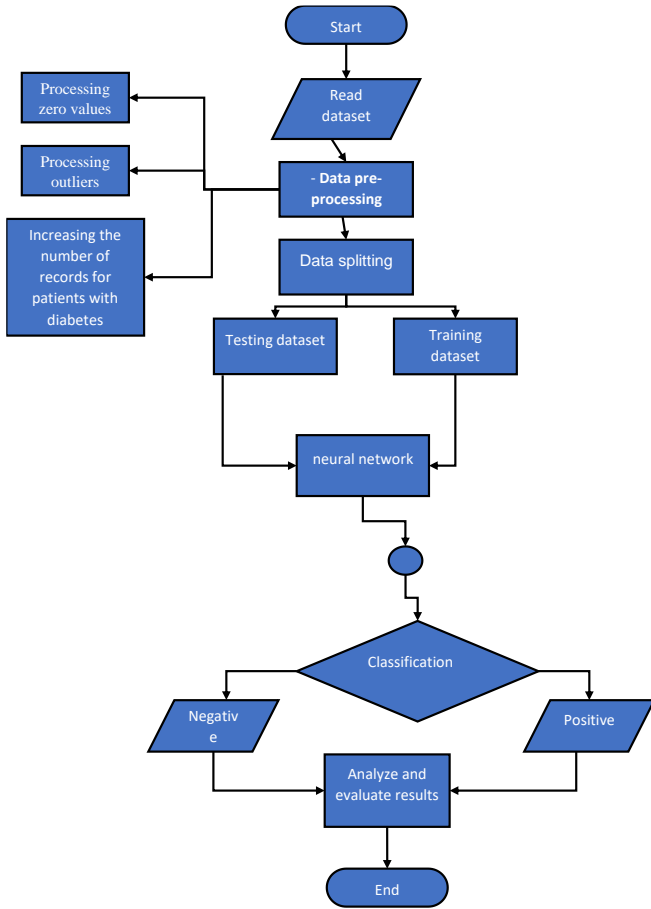 Start
Read
dataset
Processing
zero values
Processing
outliers
- Data pre-
processing
Increasing the
number of
records for
patients with
diabetes
Data splitting
Testing dataset
Training
dataset
neural network
Classification
Negativ
e
Positive
Analyze and
evaluate results
End